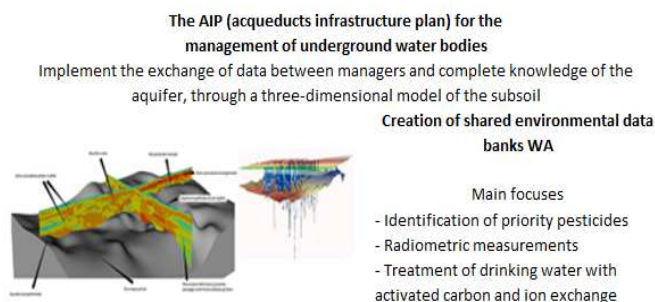 The AIP (acqueducts infrastructure plan) for the
management of underground water bodies
Implement the exchange of data between managers and complete knowledge of the
aquifer, through a three-dimensional model of the subsoil
Creation of shared environmental data
banks WA
Main focuses
- Identification of priority pesticides
- Radiometric measurements
- Treatment of drinking water with
activated carbon and ion exchange